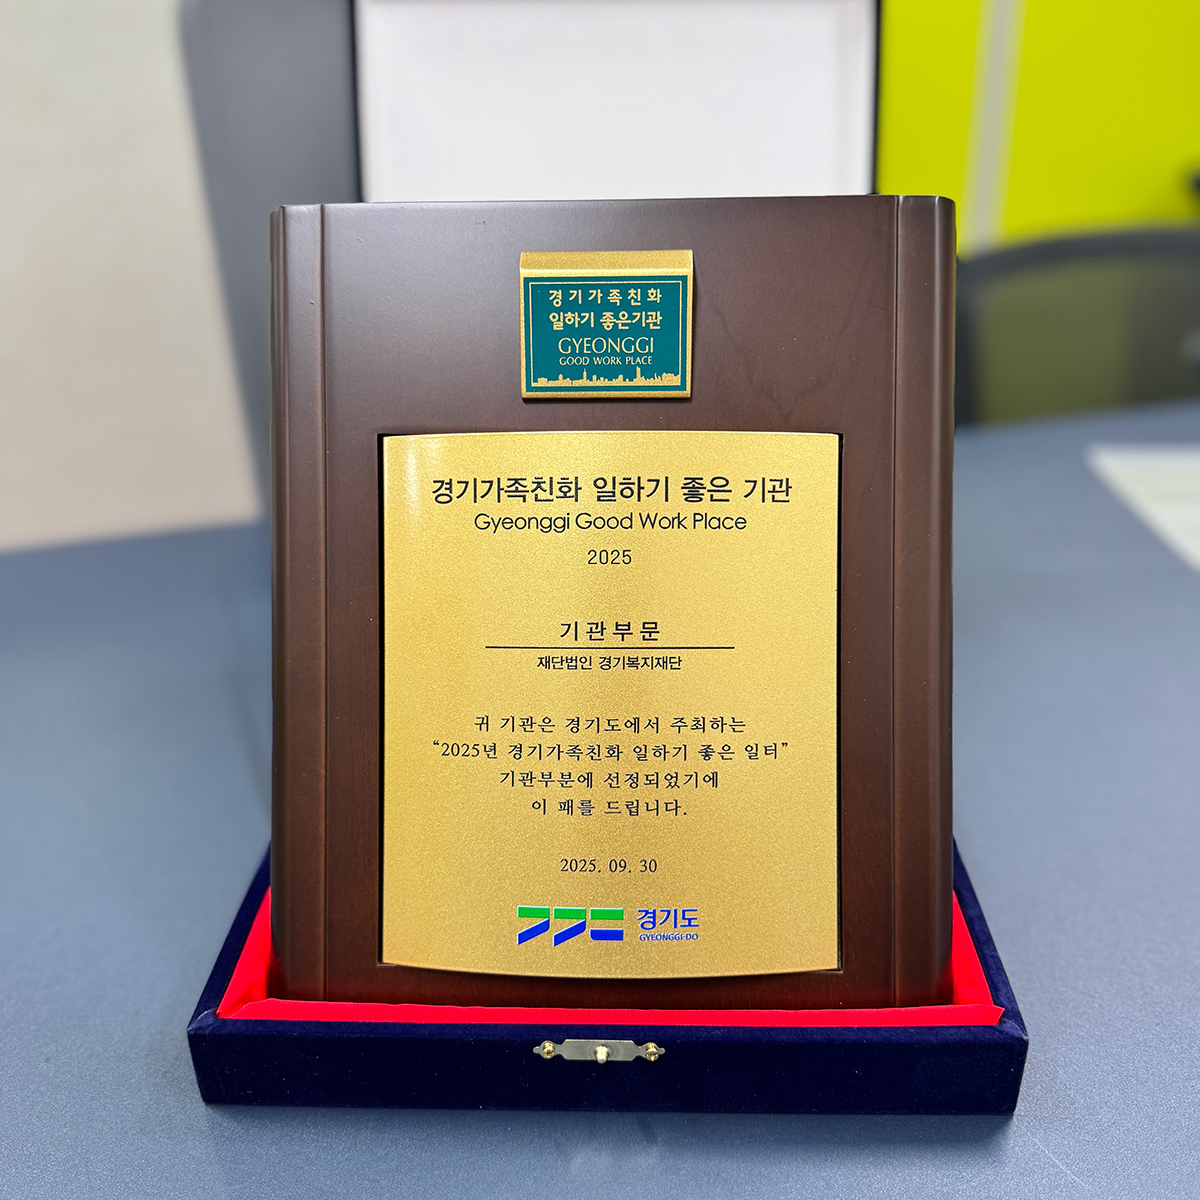 경기가족친화
일하기 좋은기관
GYEONGGI
GOOD WORK PLACE
경기가족친화 일하기 좋은 기관
Gyeonggi Good Work Place
2025
기관부문
재단법인 경기복지재단
귀 기관은 경기도에서 주최하는
“2025년 경기가족친화 일하기 좋은 일터”
기관부분에 선정되었기에
이 패를 드립니다.
2025. 09. 30
경기도
GYEONGGI-DO